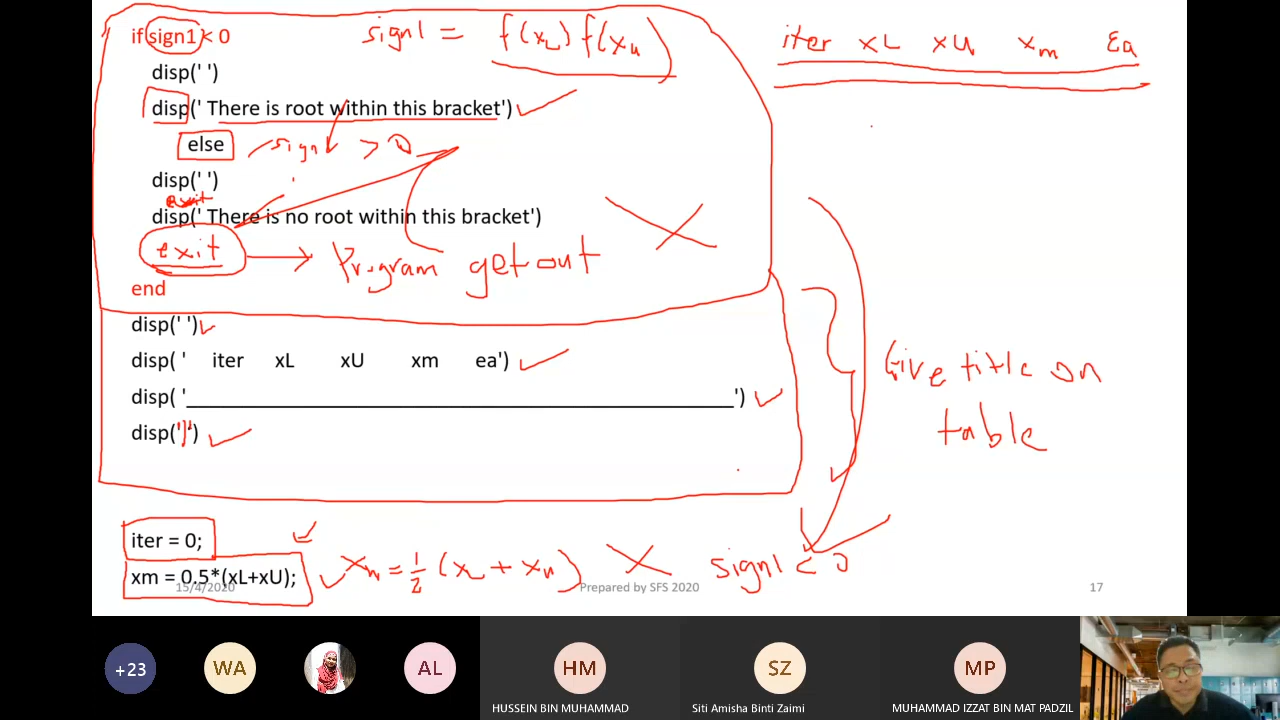 if sign1 < 0
sign1 = f(xL) f(xu)
iter xL xU xm Ea
disp(' ')
disp(' There is root within this bracket')
else
sign1 > 0
disp(' ')
exit
disp(' There is no root within this bracket')
exit → Program get out
end
disp(' ')
disp( ' iter xL xU xm ea')
Give title on
table
disp( '______________________________________________')
disp(' ')
iter = 0;
xm = 0.5*(xL+xU);
xm = 1/2 (xL + xu)
sign1 < 0
15/4/2020
Prepared by SFS 2020
17
+23
WA
AL
HM
SZ
MP
HUSSEIN BIN MUHAMMAD
Siti Amisha Binti Zaimi
MUHAMMAD IZZAT BIN MAT PADZIL